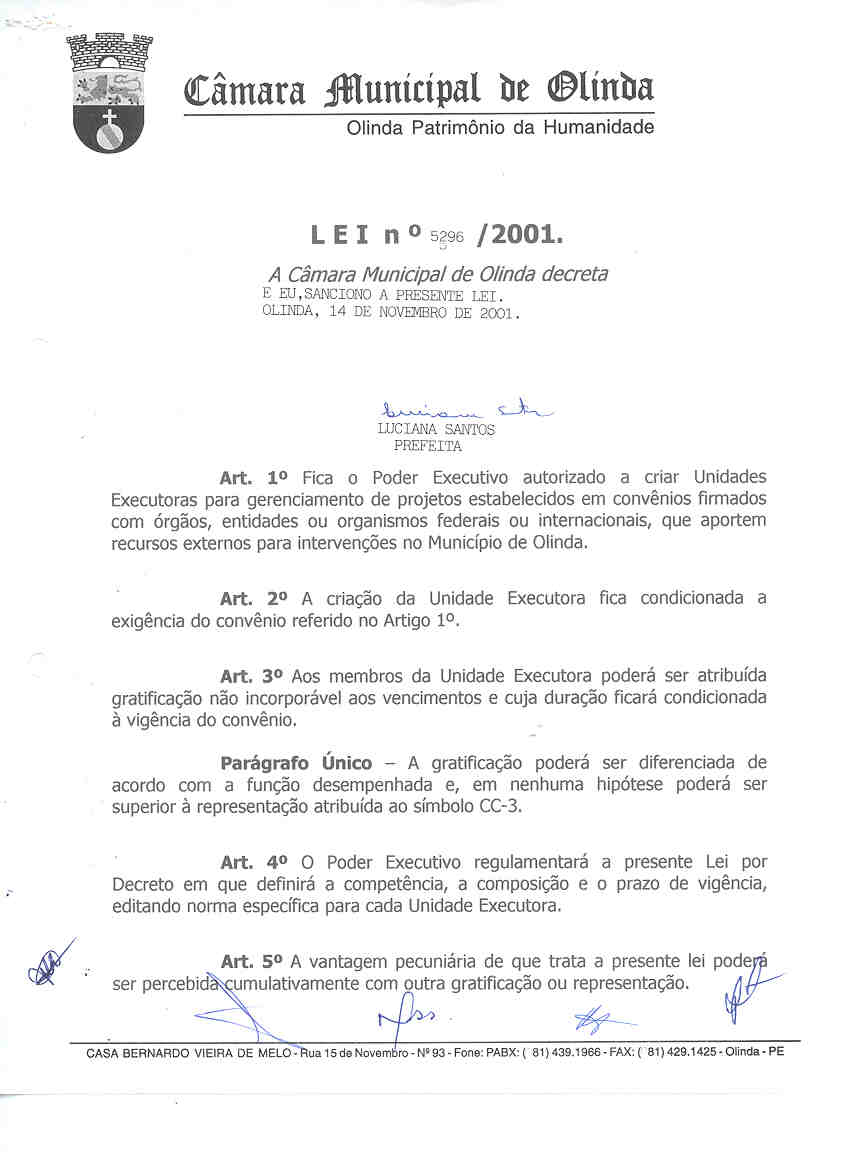 Câmara Municipal de Olinda
Olinda Patrimônio da Humanidade
L E I n º 5296 /2001.
A Câmara Municipal de Olinda decreta
E EU,SANCIONO A PRESENTE LEI.
OLINDA, 14 DE NOVEMBRO DE 2001.
LUCIANA SANTOS
PREFEITA
Art. 1º Fica o Poder Executivo autorizado a criar Unidades
Executoras para gerenciamento de projetos estabelecidos em convênios firmados
com órgãos, entidades ou organismos federais ou internacionais, que aportem
recursos externos para intervenções no Município de Olinda.
Art. 2º A criação da Unidade Executora fica condicionada a
exigência do convênio referido no Artigo 1º.
Art. 3º Aos membros da Unidade Executora poderá ser atribuída
gratificação não incorporável aos vencimentos e cuja duração ficará condicionada
à vigência do convênio.
Parágrafo Único – A gratificação poderá ser diferenciada de
acordo com a função desempenhada e, em nenhuma hipótese poderá ser
superior à representação atribuída ao símbolo CC-3.
Art. 4º O Poder Executivo regulamentará a presente Lei por
Decreto em que definirá a competência, a composição e o prazo de vigência,
editando norma específica para cada Unidade Executora.
Art. 5º A vantagem pecuniária de que trata a presente lei poderá
ser percebida cumulativamente com outra gratificação ou representação.
CASA BERNARDO VIEIRA DE MELO - Rua 15 de Novembro - Nº 93 - Fone: PABX: ( 81) 439.1966 - FAX: ( 81) 429.1425 - Olinda - PE